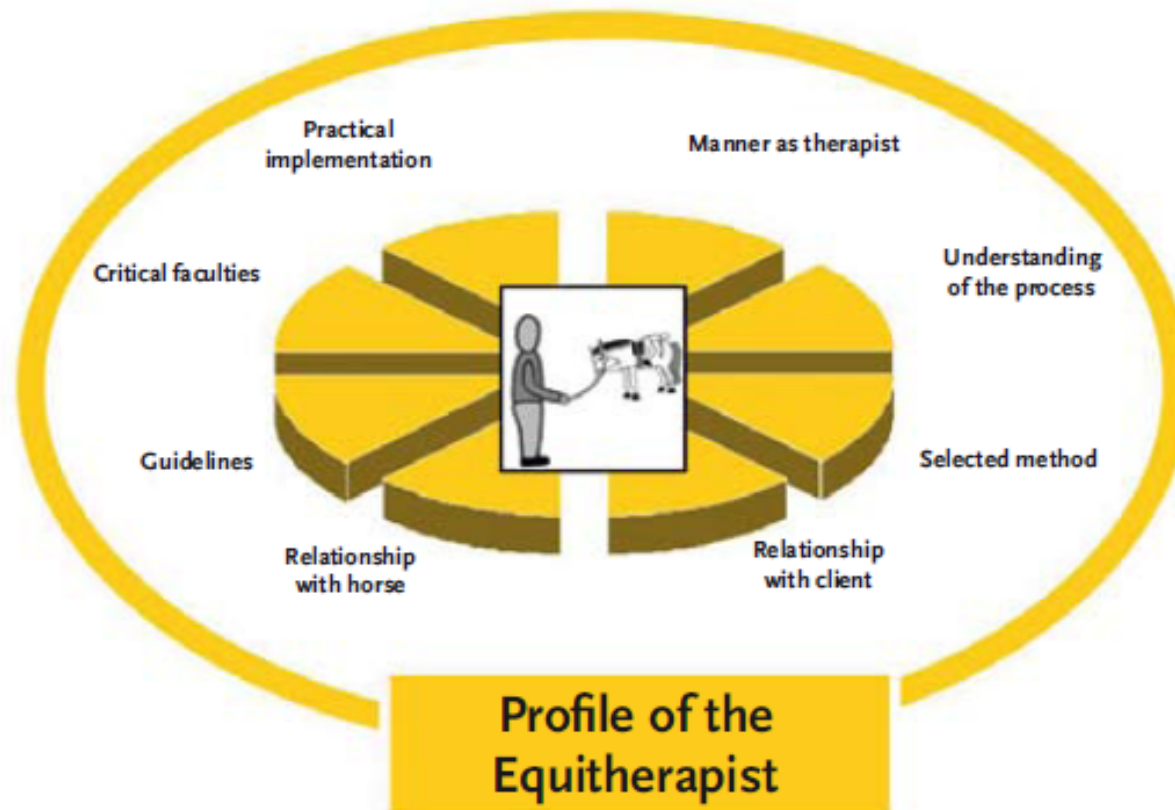 Practical
implementation
Manner as therapist
Critical faculties
Understanding
of the process
Guidelines
Selected method
Relationship
with horse
Relationship
with client
Profile of the
Equitherapist